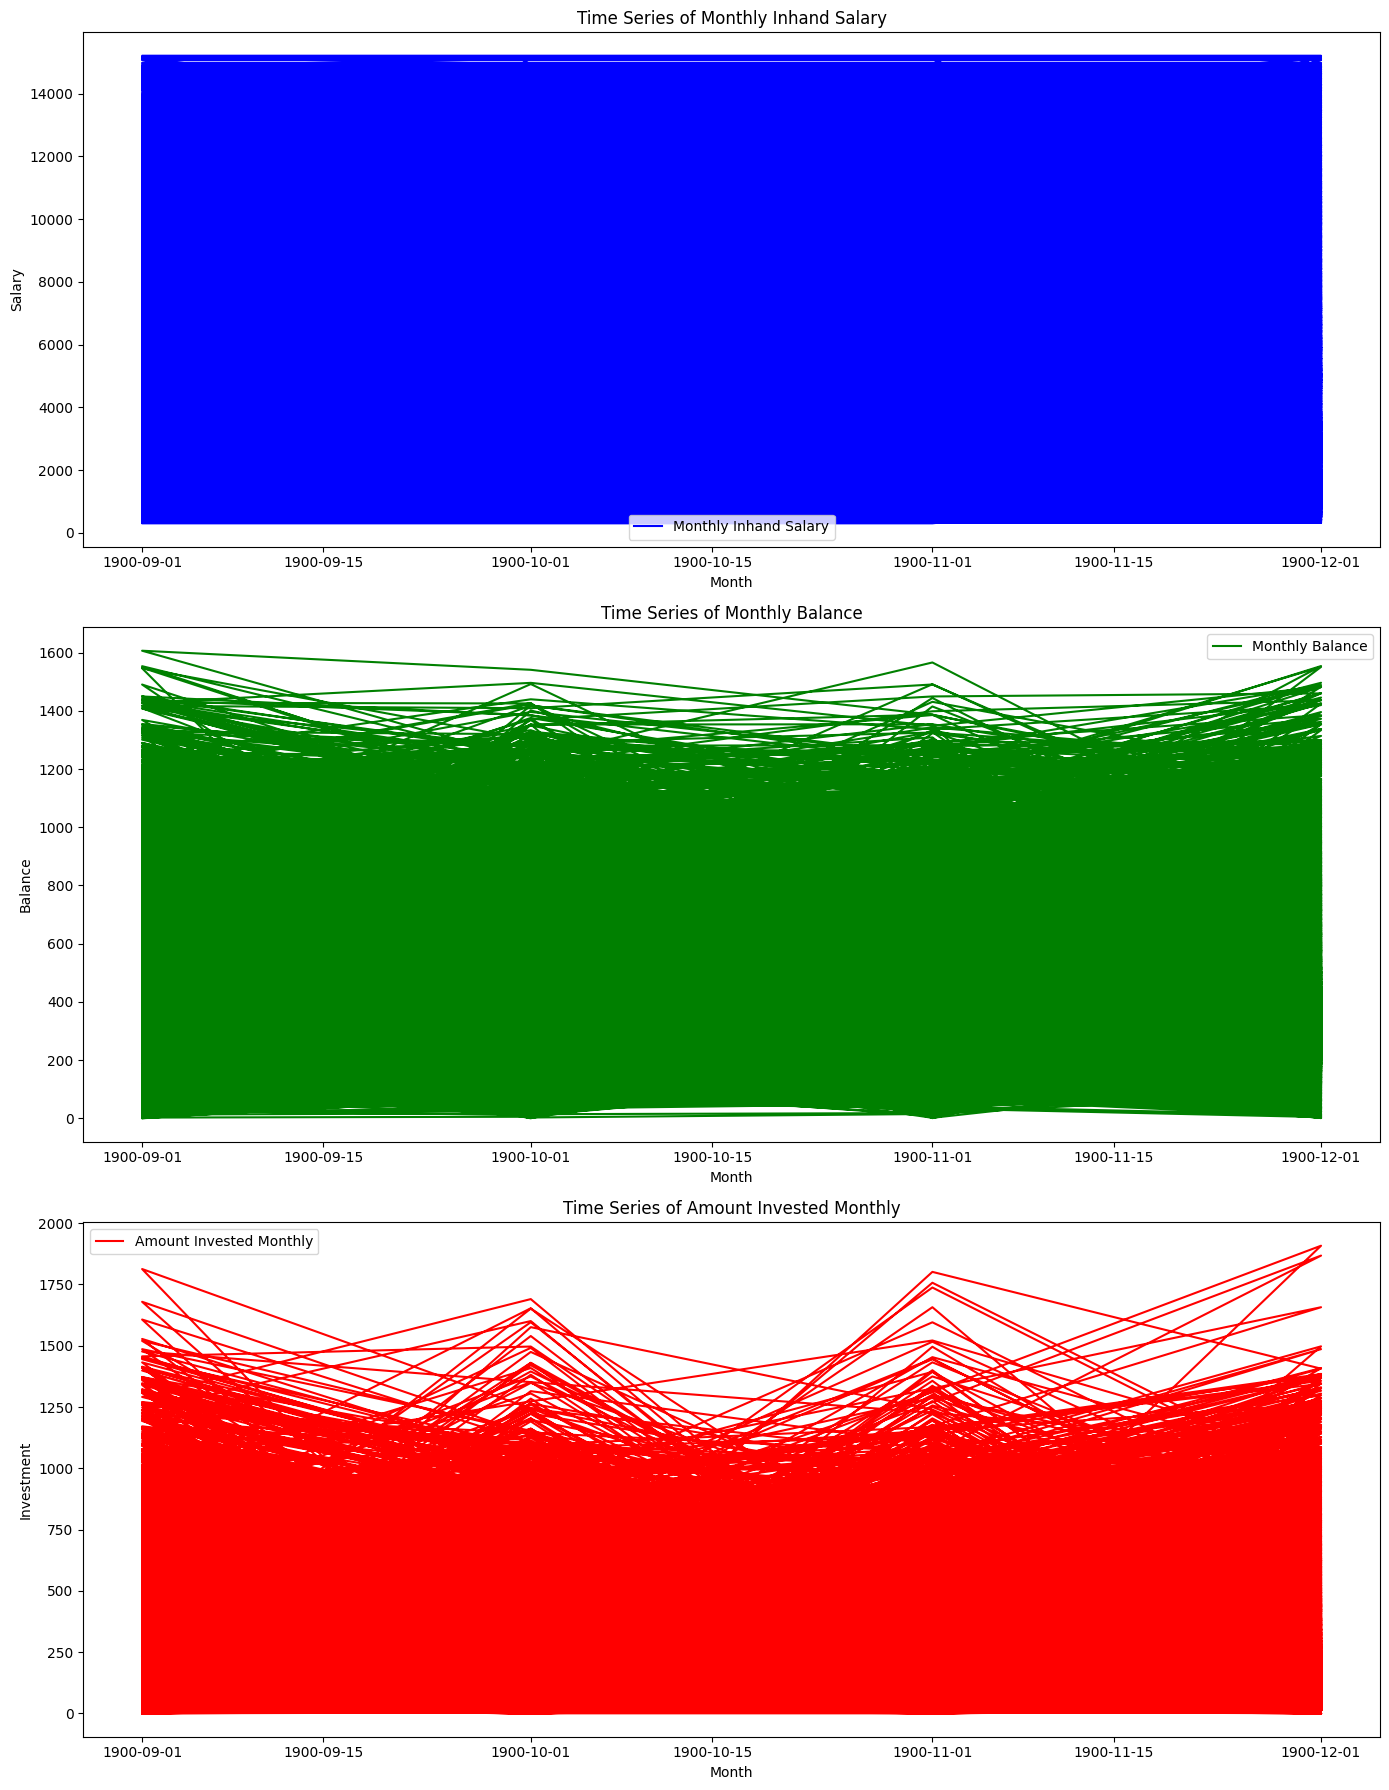 Time Series of Monthly Inhand Salary
14000
12000
10000
8000
6000
4000
2000
0
Salary
Monthly Inhand Salary
1900-09-01 1900-09-15 1900-10-01 1900-10-15 1900-11-01 1900-11-15 1900-12-01
Month
Time Series of Monthly Balance
Monthly Balance
1600
1400
1200
1000
800
600
400
200
0
Balance
1900-09-01 1900-09-15 1900-10-01 1900-10-15 1900-11-01 1900-11-15 1900-12-01
Month
Time Series of Amount Invested Monthly
Amount Invested Monthly
2000
1750
1500
1250
1000
750
500
250
0
Investment
1900-09-01 1900-09-15 1900-10-01 1900-10-15 1900-11-01 1900-11-15 1900-12-01
Month